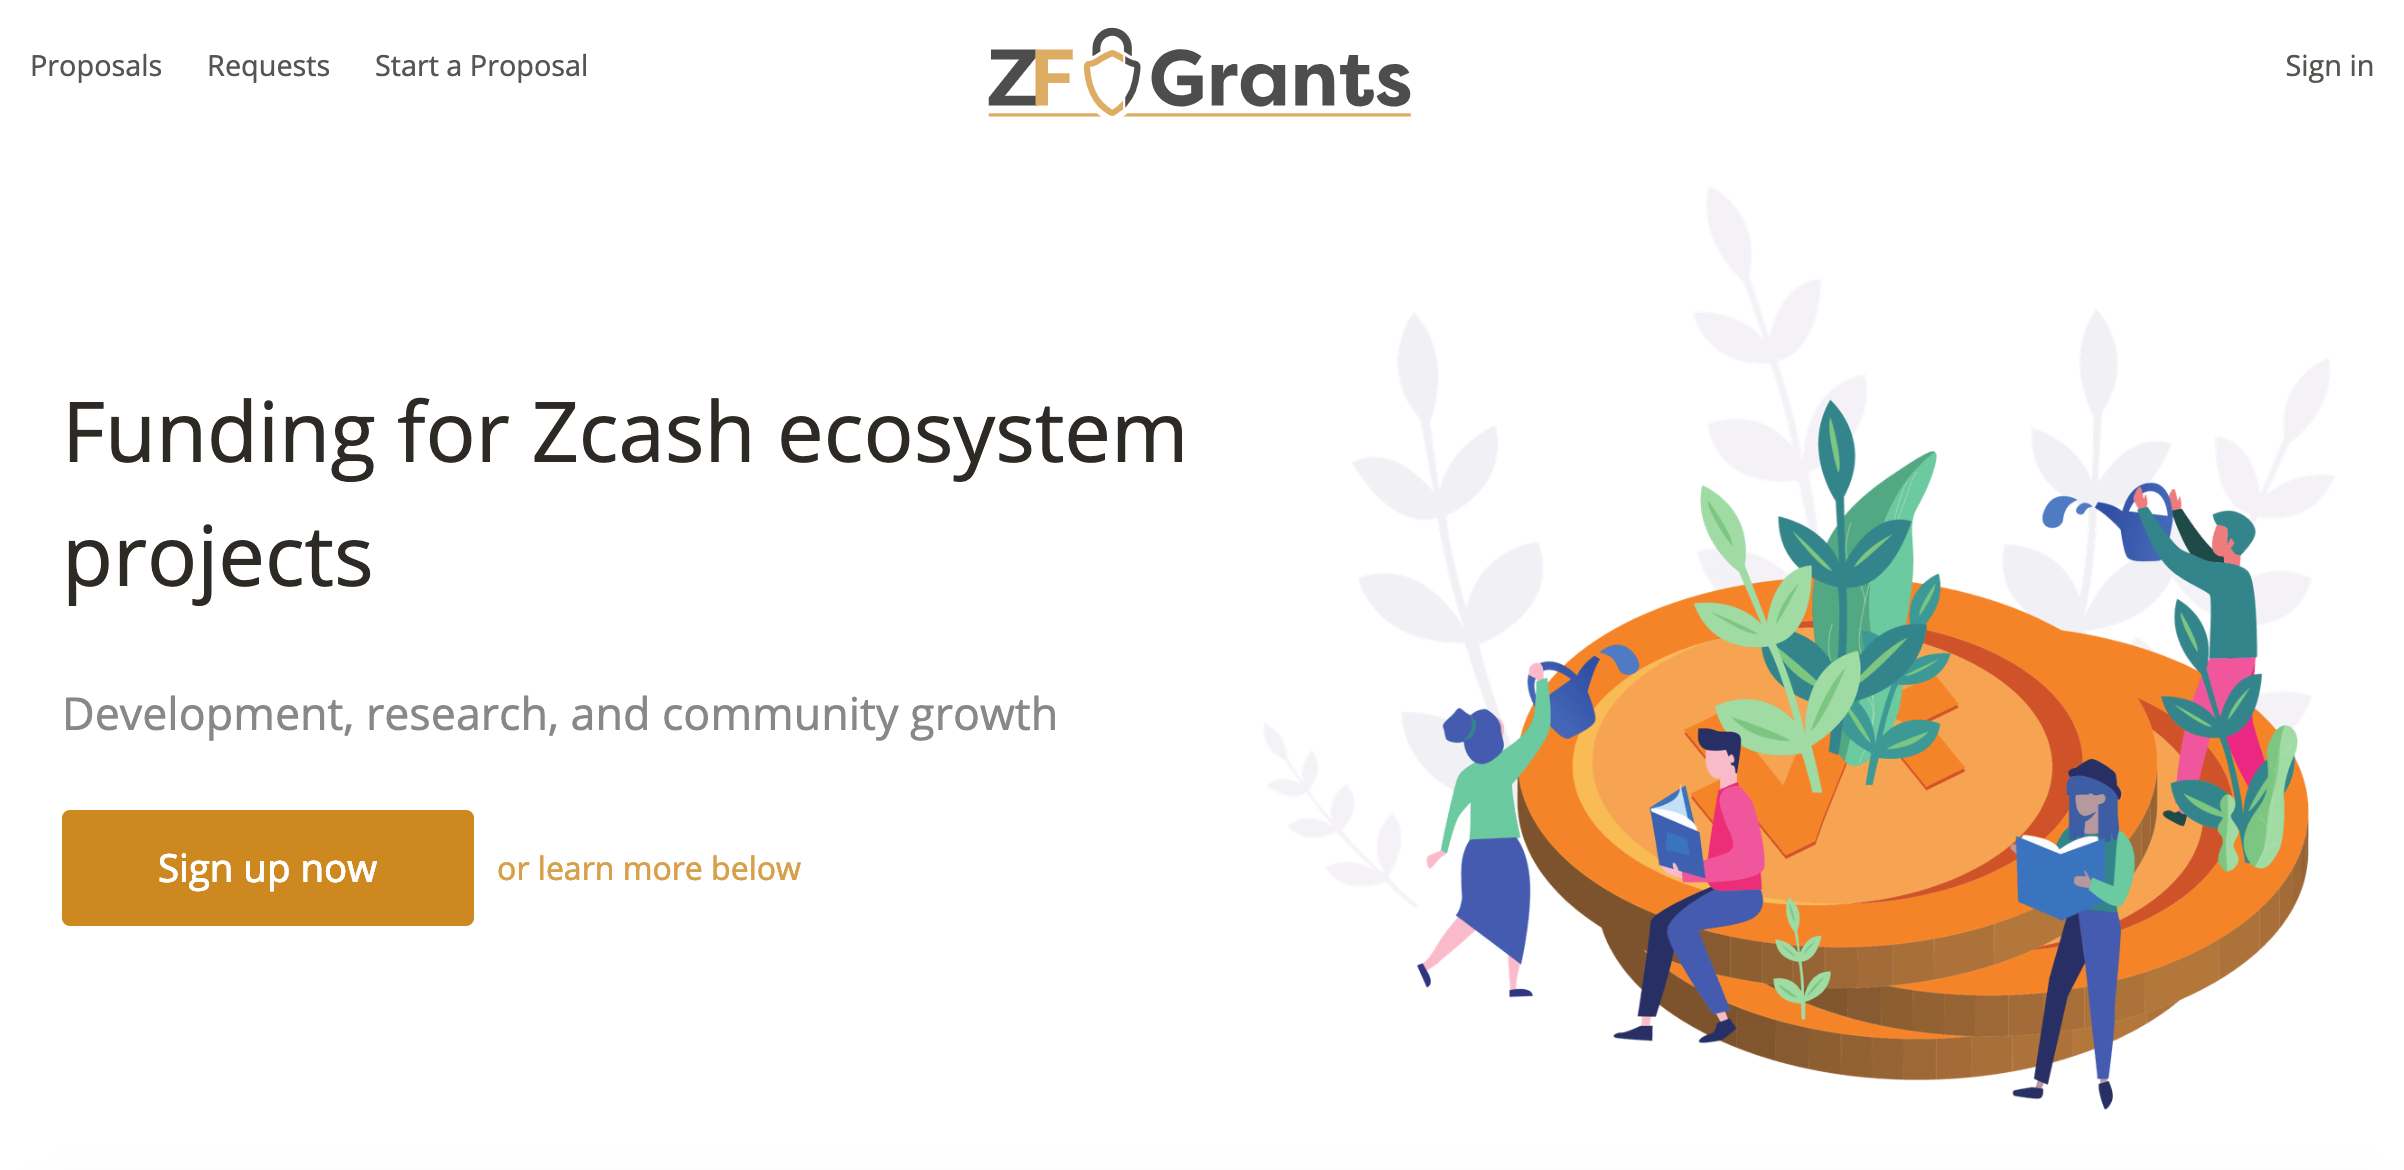 Proposals Requests Start a Proposal ZF Grants Sign in
Funding for Zcash ecosystem
projects
Development, research, and community growth
Sign up now or learn more below